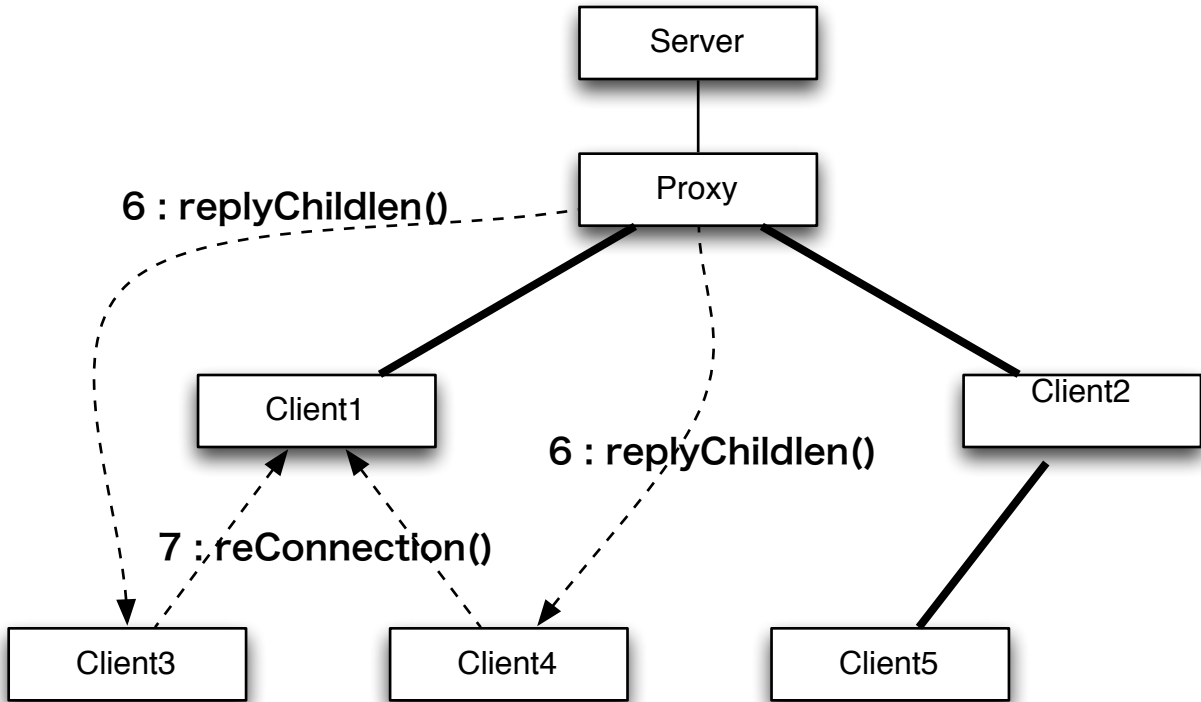 Server
Proxy
6 : replyChildlen()
Client1
Client2
6 : replyChildlen()
7 : reConnection()
Client3
Client4
Client5